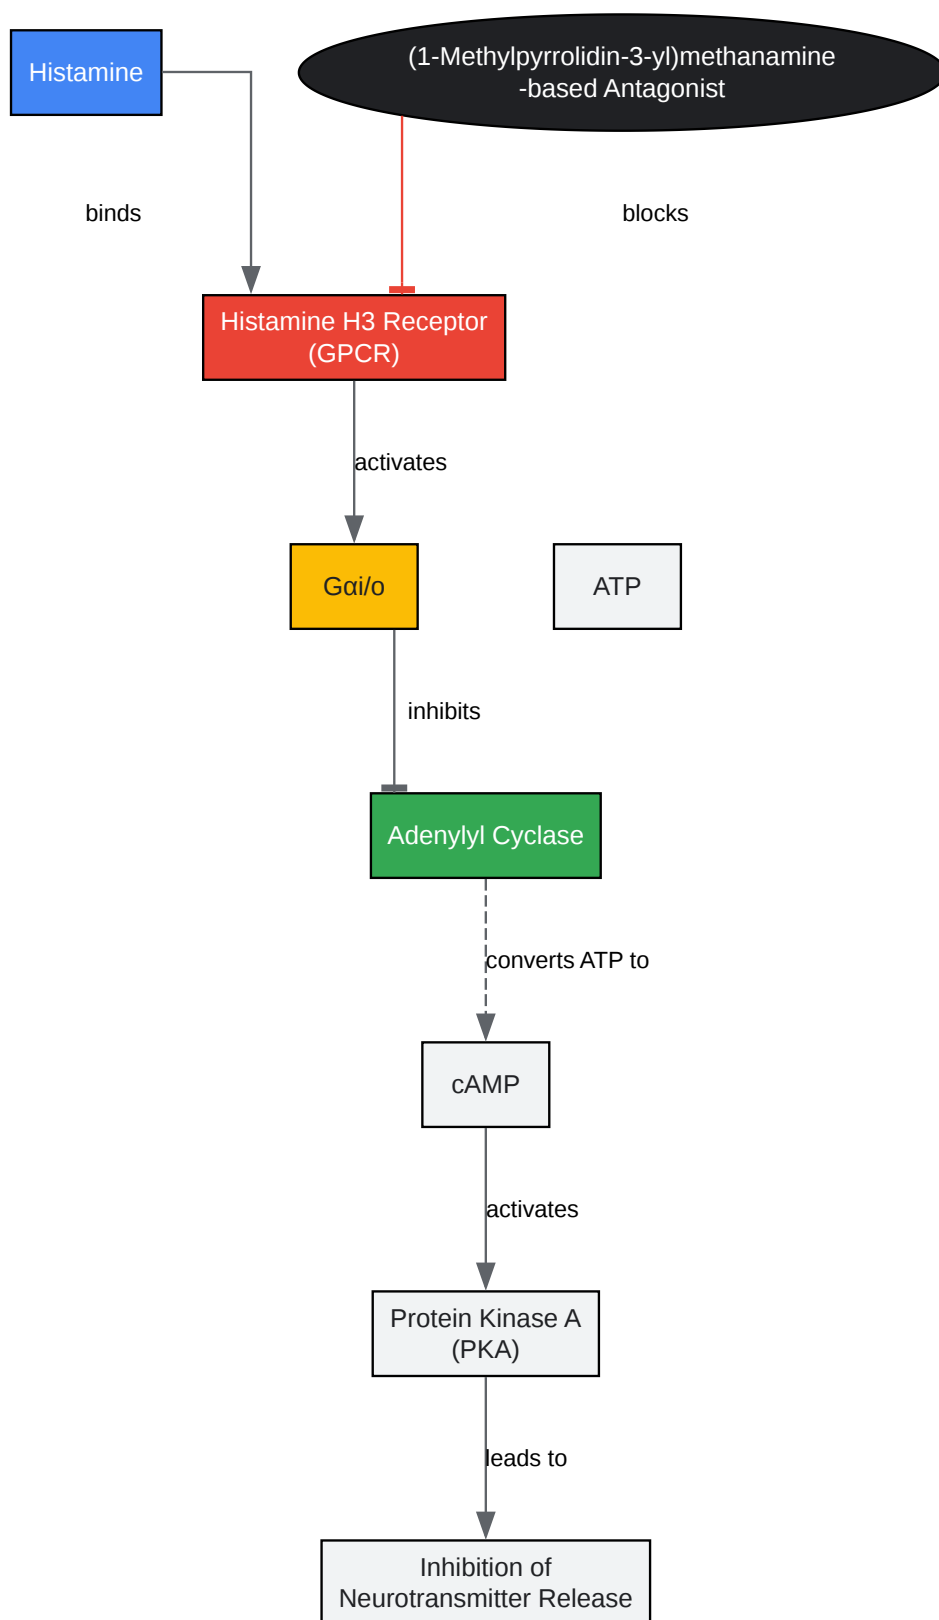 Histamine
(1-Methylpyrrolidin-3-yl)methanamine
-based Antagonist
binds
blocks
Histamine H3 Receptor
(GPCR)
activates
Gαi/o
ATP
inhibits
Adenylyl Cyclase
converts ATP to
cAMP
activates
Protein Kinase A
(PKA)
leads to
Inhibition of
Neurotransmitter Release